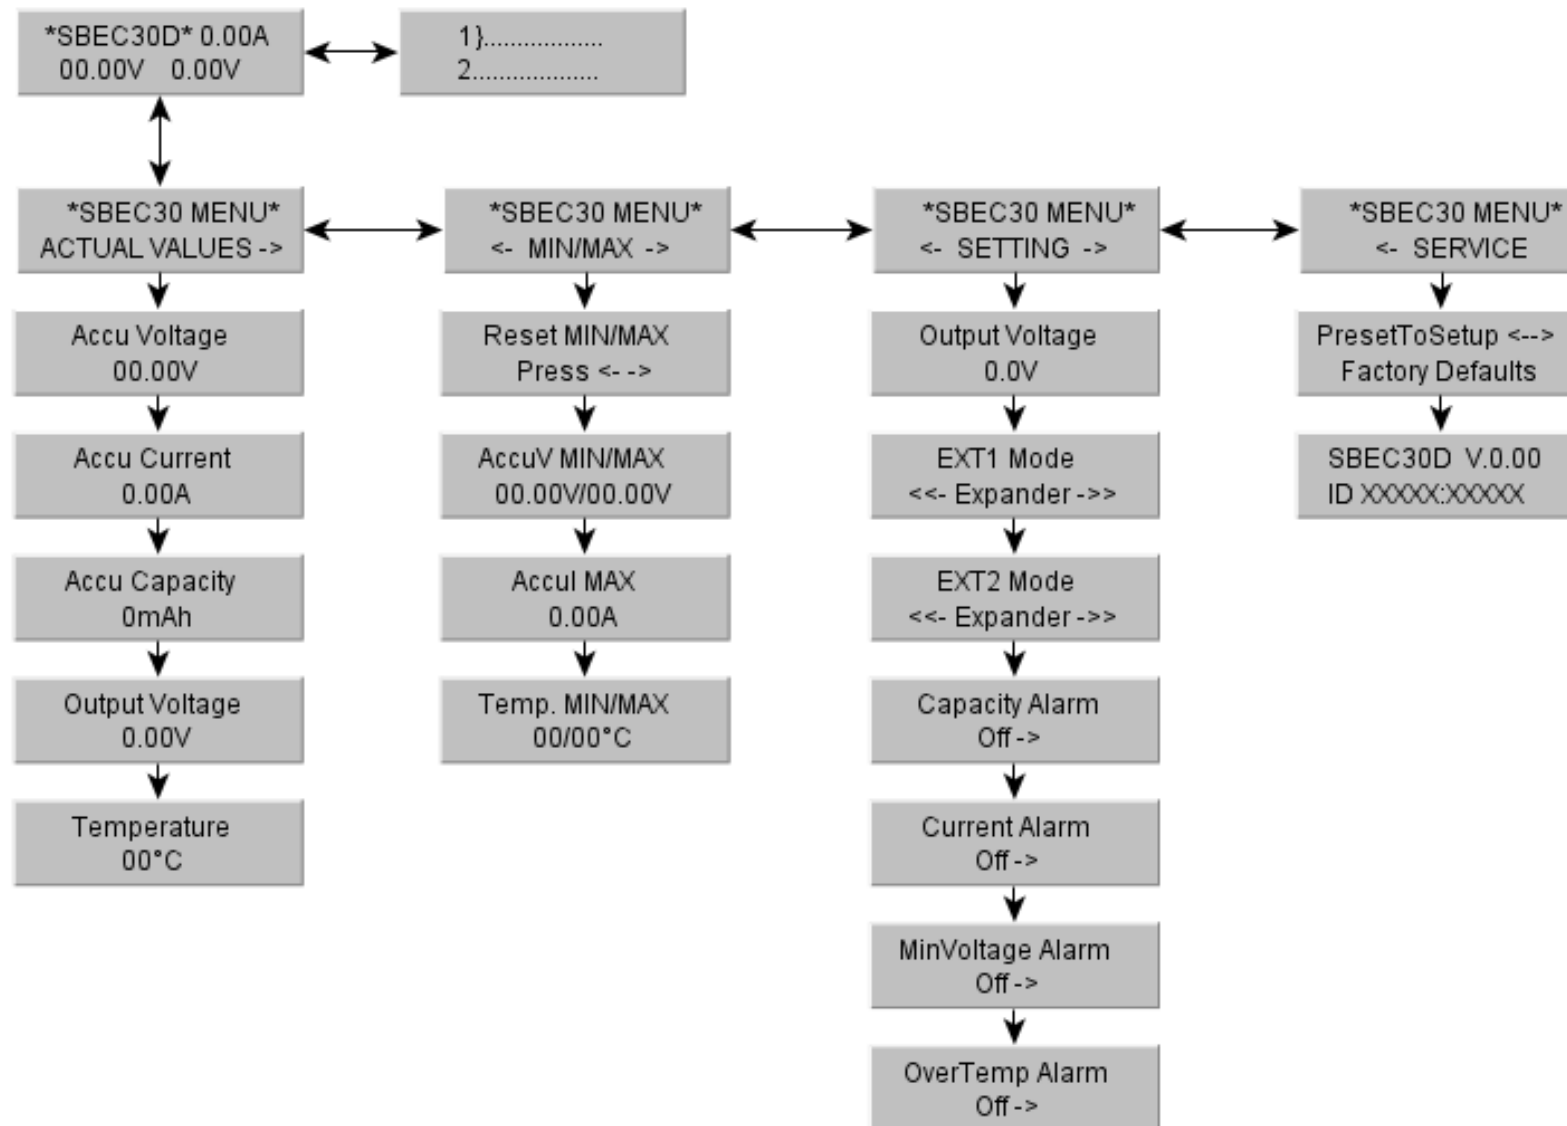 *SBEC30D* 0.00A
00.00V 0.00V
1}..................
2...................
*SBEC30 MENU*
ACTUAL VALUES ->
Accu Voltage
00.00V
Accu Current
0.00A
Accu Capacity
0mAh
Output Voltage
0.00V
Temperature
00°C
*SBEC30 MENU*
<- MIN/MAX ->
Reset MIN/MAX
Press <- ->
AccuV MIN/MAX
00.00V/00.00V
AccuI MAX
0.00A
Temp. MIN/MAX
00/00°C
*SBEC30 MENU*
<- SETTING ->
Output Voltage
0.0V
EXT1 Mode
<<- Expander ->>
EXT2 Mode
<<- Expander ->>
Capacity Alarm
Off ->
Current Alarm
Off ->
MinVoltage Alarm
Off ->
OverTemp Alarm
Off ->
*SBEC30 MENU*
<- SERVICE
PresetToSetup <-->
Factory Defaults
SBEC30D V.0.00
ID XXXXX:XXXXX